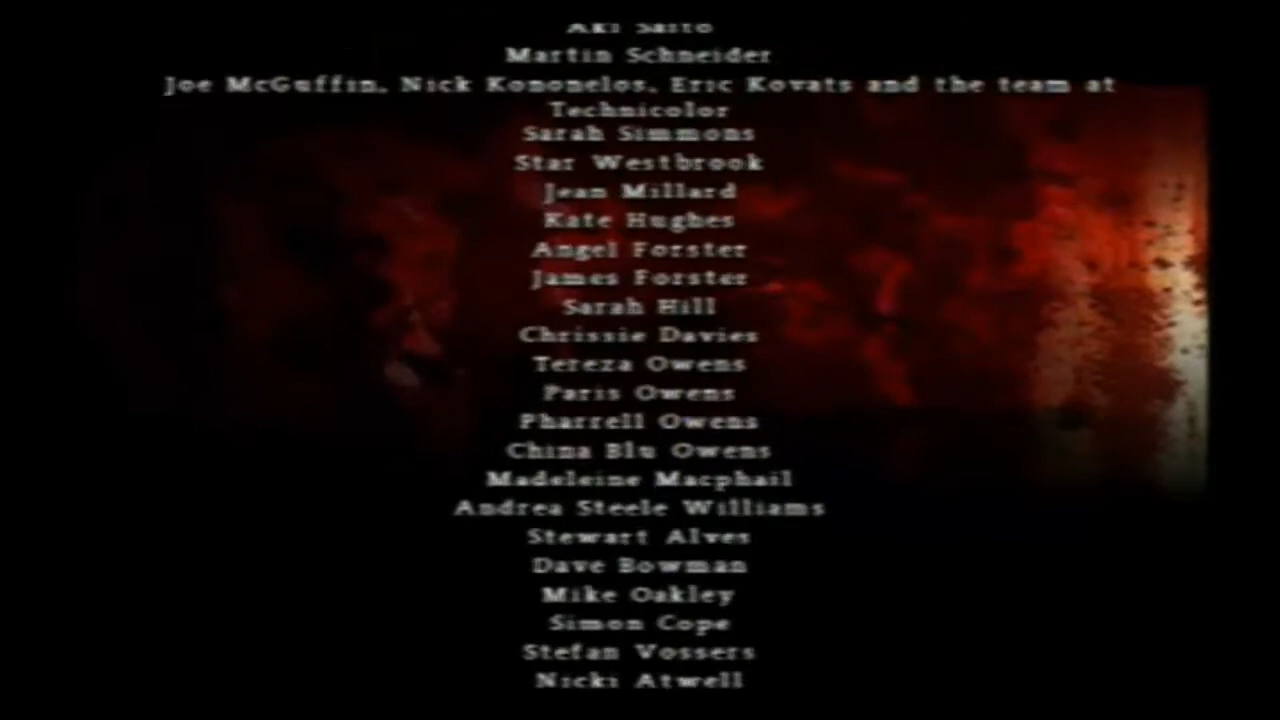 Aki Saito
Martin Schneider
Joe McGuffin, Nick Kononelos, Eric Kovats and the team at
Technicolor
Sarah Simmons
Star Westbrook
Jean Millard
Kate Hughes
Angel Forster
James Forster
Sarah Hill
Chrissie Davies
Tereza Owens
Paris Owens
Pharrell Owens
China Blu Owens
Madeleine Macphail
Andrea Steele Williams
Stewart Alves
Dave Bowman
Mike Oakley
Simon Cope
Stefan Vossers
Nicki Atwell